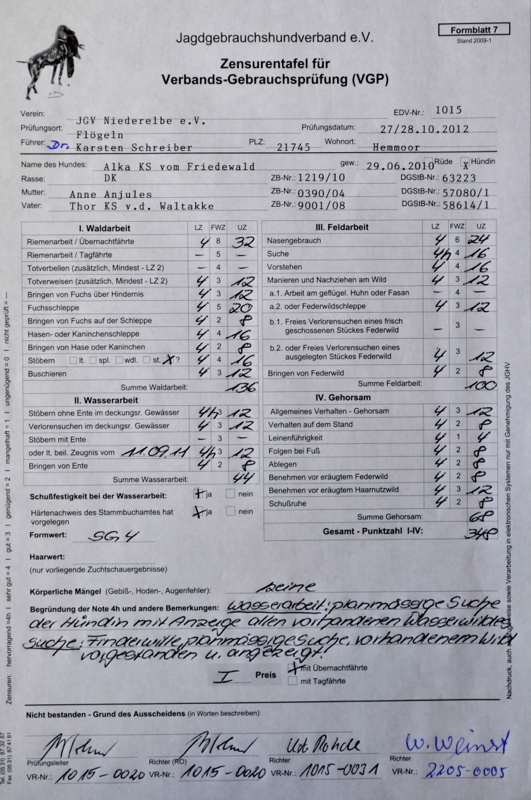 Jagdgebrauchshundverband e.V.
Formblatt 7
Stand 2009-1
Zensurentafel für
Verbands-Gebrauchsprüfung (VGP)
EDV-Nr.: 1015
Verein: JGV Niederelbe e.V.
Prüfungsort: Flögeln Prüfungsdatum: 27/28.10.2012
Führer: Dr. Karsten Schreiber PLZ: 21745 Wohnort: Hemmoor
Name des Hundes: Alka KS vom Friedewald gew.: 29.06.2010 Rüde X Hündin
Rasse: DK ZB-Nr.: 1219/10 DGStB-Nr.: 63223
Mutter: Anne Anjules ZB-Nr.: 0390/04 DGStB-Nr.: 57080/1
Vater: Thor KS v.d. Waltakke ZB-Nr.: 9001/08 DGStB-Nr.: 58614/1
I. Waldarbeit LZ FWZ UZ
Riemenarbeit / Übernachtfährte 4 8 32
Riemenarbeit / Tagfährte - 5 -
Totverbellen (zusätzlich, Mindest - LZ 2) - 4 -
Totverweisen (zusätzlich, Mindest - LZ 2) 4 3 12
Bringen von Fuchs über Hindernis 4 3 12
Fuchsschleppe 4 5 20
Bringen von Fuchs auf der Schleppe 4 2 8
Hasen- oder Kaninchenschleppe 4 4 16
Bringen von Hase oder Kaninchen 4 2 8
Stöbern lt. spl. wdl. st. X? 4 4 16
Buschieren 4 3 12
Summe Waldarbeit: 136
II. Wasserarbeit
Stöbern ohne Ente im deckungsr. Gewässer 4h 3 12
Verlorensuchen im deckungsr. Gewässer 4 3 12
Stöbern mit Ente - 3 -
oder lt. beil. Zeugnis vom 11.09.11 4h 3 12
Bringen von Ente 4 2 8
Summe Wasserarbeit: 44
Schußfestigkeit bei der Wasserarbeit: ja nein
Härtenachweis des Stammbuchamtes hat vorgelegen ja nein
Formwert: SG 4
III. Feldarbeit LZ FWZ UZ
Nasengebrauch 4 6 24
Suche 4h 4 16
Vorstehen 4 4 16
Manieren und Nachziehen am Wild 4 3 12
a.1. Arbeit am geflügel. Huhn oder Fasan - 4 -
a.2. oder Federwildschleppe 4 3 12
b.1. Freies Verlorensuchen eines frisch
geschossenen Stückes Federwild - 3 -
b.2. oder Freies Verlorensuchen eines
ausgelegten Stückes Federwild 4 3 12
Bringen von Federwild 4 2 8
Summe Feldarbeit: 100
IV. Gehorsam
Allgemeines Verhalten - Gehorsam 4 3 12
Verhalten auf dem Stand 4 2 8
Leinenführigkeit 4 1 4
Folgen bei Fuß 4 2 8
Ablegen 4 2 8
Benehmen vor eräugtem Federwild 4 2 8
Benehmen vor eräugtem Haarnutzwild 4 3 12
Schußruhe 4 2 8
Summe Gehorsam: 68
Gesamt - Punktzahl I-IV: 348
Haarwert:
(nur vorliegende Zuchtschauergebnisse)
Körperliche Mängel (Gebiß-, Hoden-, Augenfehler): keine
Begründung der Note 4h und andere Bemerkungen: Wasserarbeit: planmässige Suche
der Hündin mit Anzeige allen vorhandenen Wasserwildes
Suche: Finderwille, planmässige Suche, vorhandenem Wild
vorgestanden u. angezeigt.
I Preis X mit Übernachtfährte
mit Tagfährte
Nicht bestanden - Grund des Ausscheidens (in Worten beschreiben):
W. Weinst
Prüfungsleiter Richter (RO) Richter Richter
VR-Nr.: 1015-0020 VR-Nr.: 1015-0020 VR-Nr.: 1015-0031 VR-Nr.: 2205-0005
Zensuren: hervorragend =4h | sehr gut = 4 | gut = 3 | genügend = 2 | mangelhaft = 1 | ungenügend = 0 | nicht geprüft = —